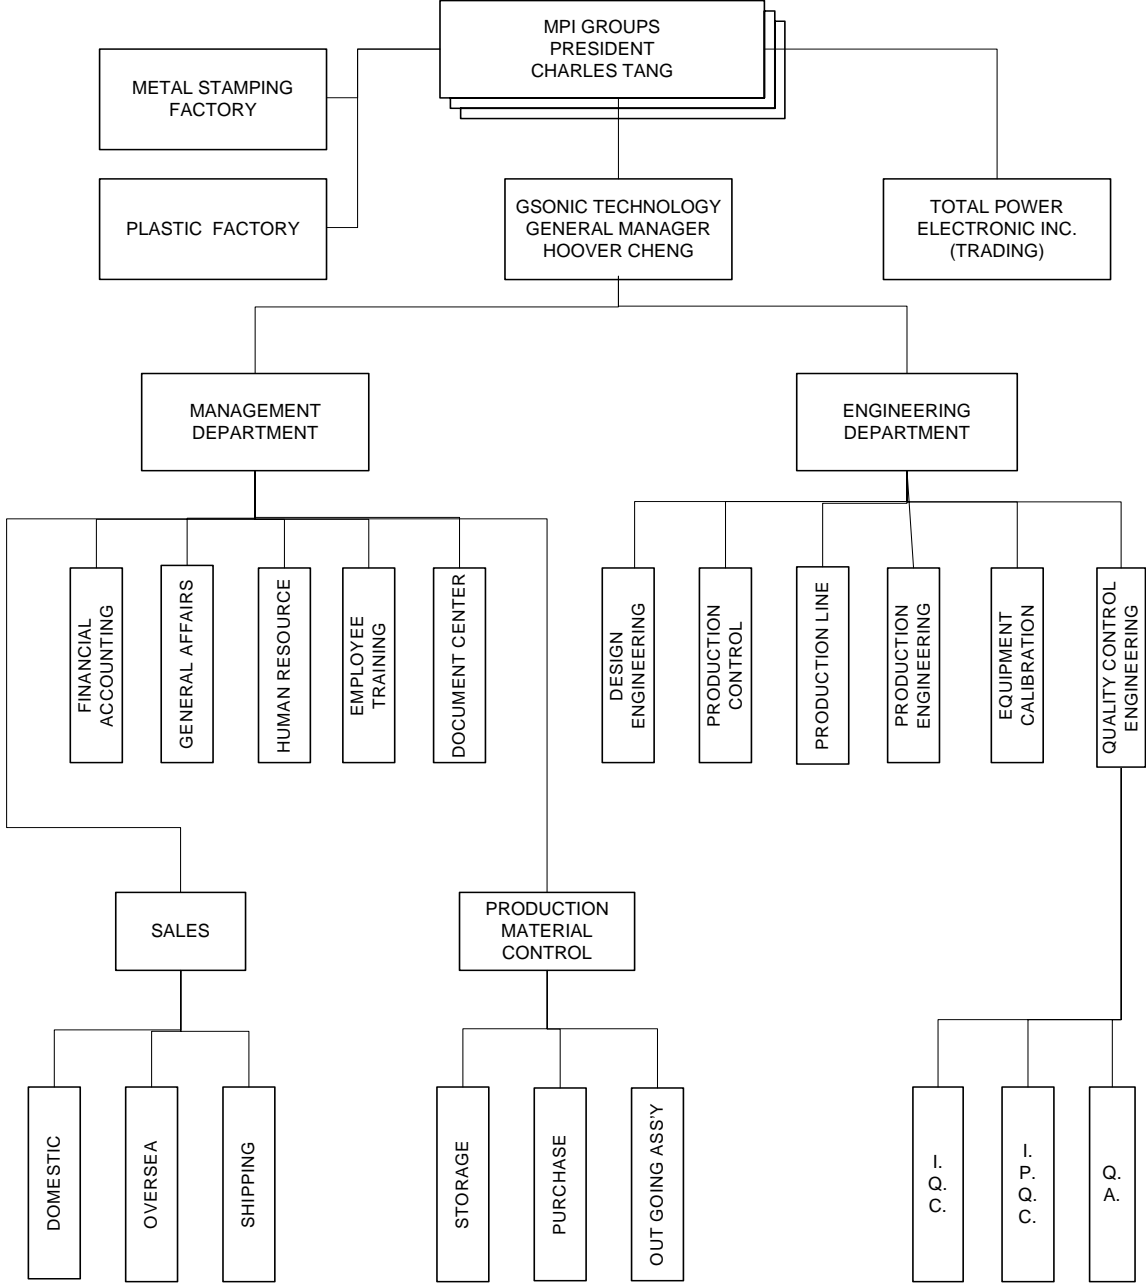 MPI GROUPS
PRESIDENT
CHARLES TANG
METAL STAMPING
FACTORY
PLASTIC FACTORY
GSONIC TECHNOLOGY
GENERAL MANAGER
HOOVER CHENG
TOTAL POWER
ELECTRONIC INC.
(TRADING)
MANAGEMENT
DEPARTMENT
ENGINEERING
DEPARTMENT
FINANCIAL
ACCOUNTING
GENERAL AFFAIRS
HUMAN RESOURCE
EMPLOYEE
TRAINING
DOCUMENT CENTER
DESIGN
ENGINEERING
PRODUCTION
CONTROL
PRODUCTION LINE
PRODUCTION
ENGINEERING
EQUIPMENT
CALIBRATION
QUALITY CONTROL
ENGINEERING
SALES
PRODUCTION
MATERIAL
CONTROL
DOMESTIC
OVERSEA
SHIPPING
STORAGE
PURCHASE
OUT GOING ASS'Y
I.
Q.
C.
I.
P.
Q.
C.
Q.
A.